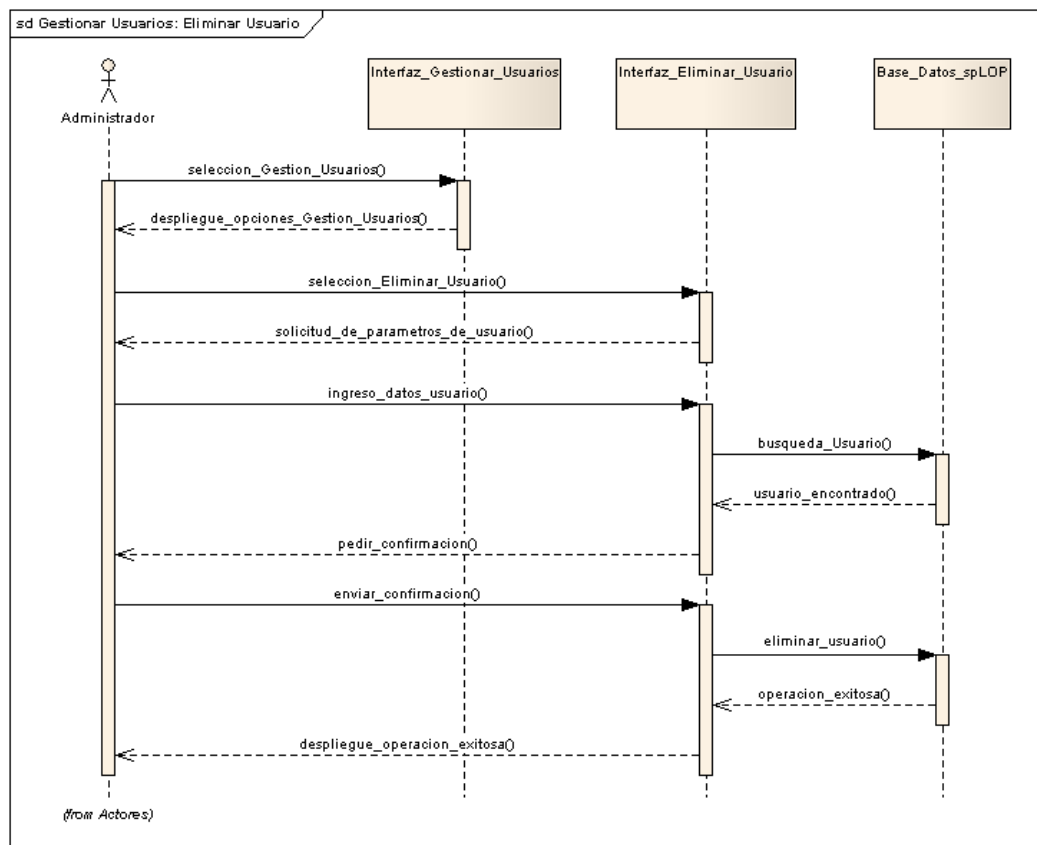 sd Gestionar Usuarios: Eliminar Usuario
Administrador
Interfaz_Gestionar_Usuarios
Interfaz_Eliminar_Usuario
Base_Datos_spLOP
seleccion_Gestion_Usuarios()
despliegue_opciones_Gestion_Usuarios()
seleccion_Eliminar_Usuario()
solicitud_de_parametros_de_usuario()
ingreso_datos_usuario()
busqueda_Usuario()
usuario_encontrado()
pedir_confirmacion()
enviar_confirmacion()
eliminar_usuario()
operacion_exitosa()
despliegue_operacion_exitosa()
(from Actores)